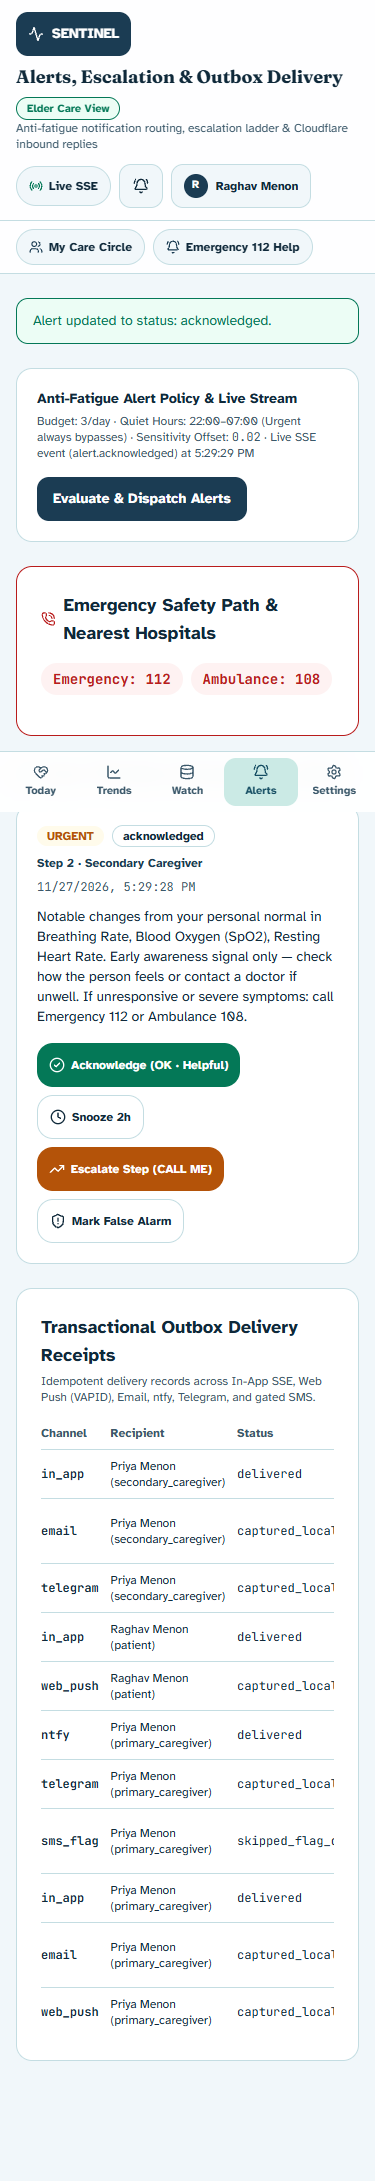 SENTINEL
Alerts, Escalation & Outbox Delivery
Elder Care View
Anti-fatigue notification routing, escalation ladder & Cloudflare
inbound replies
Live SSE
R Raghav Menon
My Care Circle
Emergency 112 Help
Alert updated to status: acknowledged.
Anti-Fatigue Alert Policy & Live Stream
Budget: 3/day · Quiet Hours: 22:00–07:00 (Urgent
always bypasses) · Sensitivity Offset: 0.02 · Live SSE
event (alert.acknowledged) at 5:29:29 PM
Evaluate & Dispatch Alerts
Emergency Safety Path &
Nearest Hospitals
Emergency: 112
Ambulance: 108
Today
Trends
Watch
Alerts
Settings
URGENT
acknowledged
Step 2 · Secondary Caregiver
11/27/2026, 5:29:28 PM
Notable changes from your personal normal in
Breathing Rate, Blood Oxygen (SpO2), Resting
Heart Rate. Early awareness signal only — check
how the person feels or contact a doctor if
unwell. If unresponsive or severe symptoms: call
Emergency 112 or Ambulance 108.
Acknowledge (OK · Helpful)
Snooze 2h
Escalate Step (CALL ME)
Mark False Alarm
Transactional Outbox Delivery
Receipts
Idempotent delivery records across In-App SSE, Web
Push (VAPID), Email, ntfy, Telegram, and gated SMS.
Channel Recipient Status
in_app Priya Menon (secondary_caregiver) delivered
email Priya Menon (secondary_caregiver) captured_local
telegram Priya Menon (secondary_caregiver) captured_local
in_app Raghav Menon (patient) delivered
web_push Raghav Menon (patient) captured_local
ntfy Priya Menon (primary_caregiver) delivered
telegram Priya Menon (primary_caregiver) captured_local
sms_flag Priya Menon (primary_caregiver) skipped_flag_
in_app Priya Menon (primary_caregiver) delivered
email Priya Menon (primary_caregiver) captured_local
web_push Priya Menon (primary_caregiver) captured_local